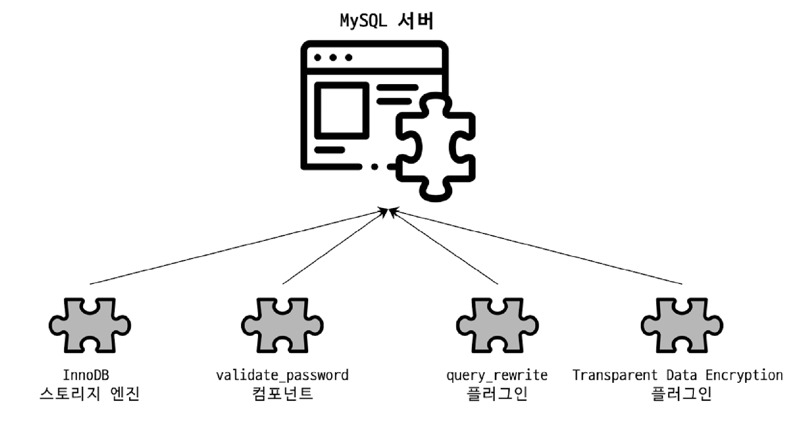 MySQL 서버
InnoDB
스토리지 엔진
validate_password
컴포넌트
query_rewrite
플러그인
Transparent Data Encryption
플러그인